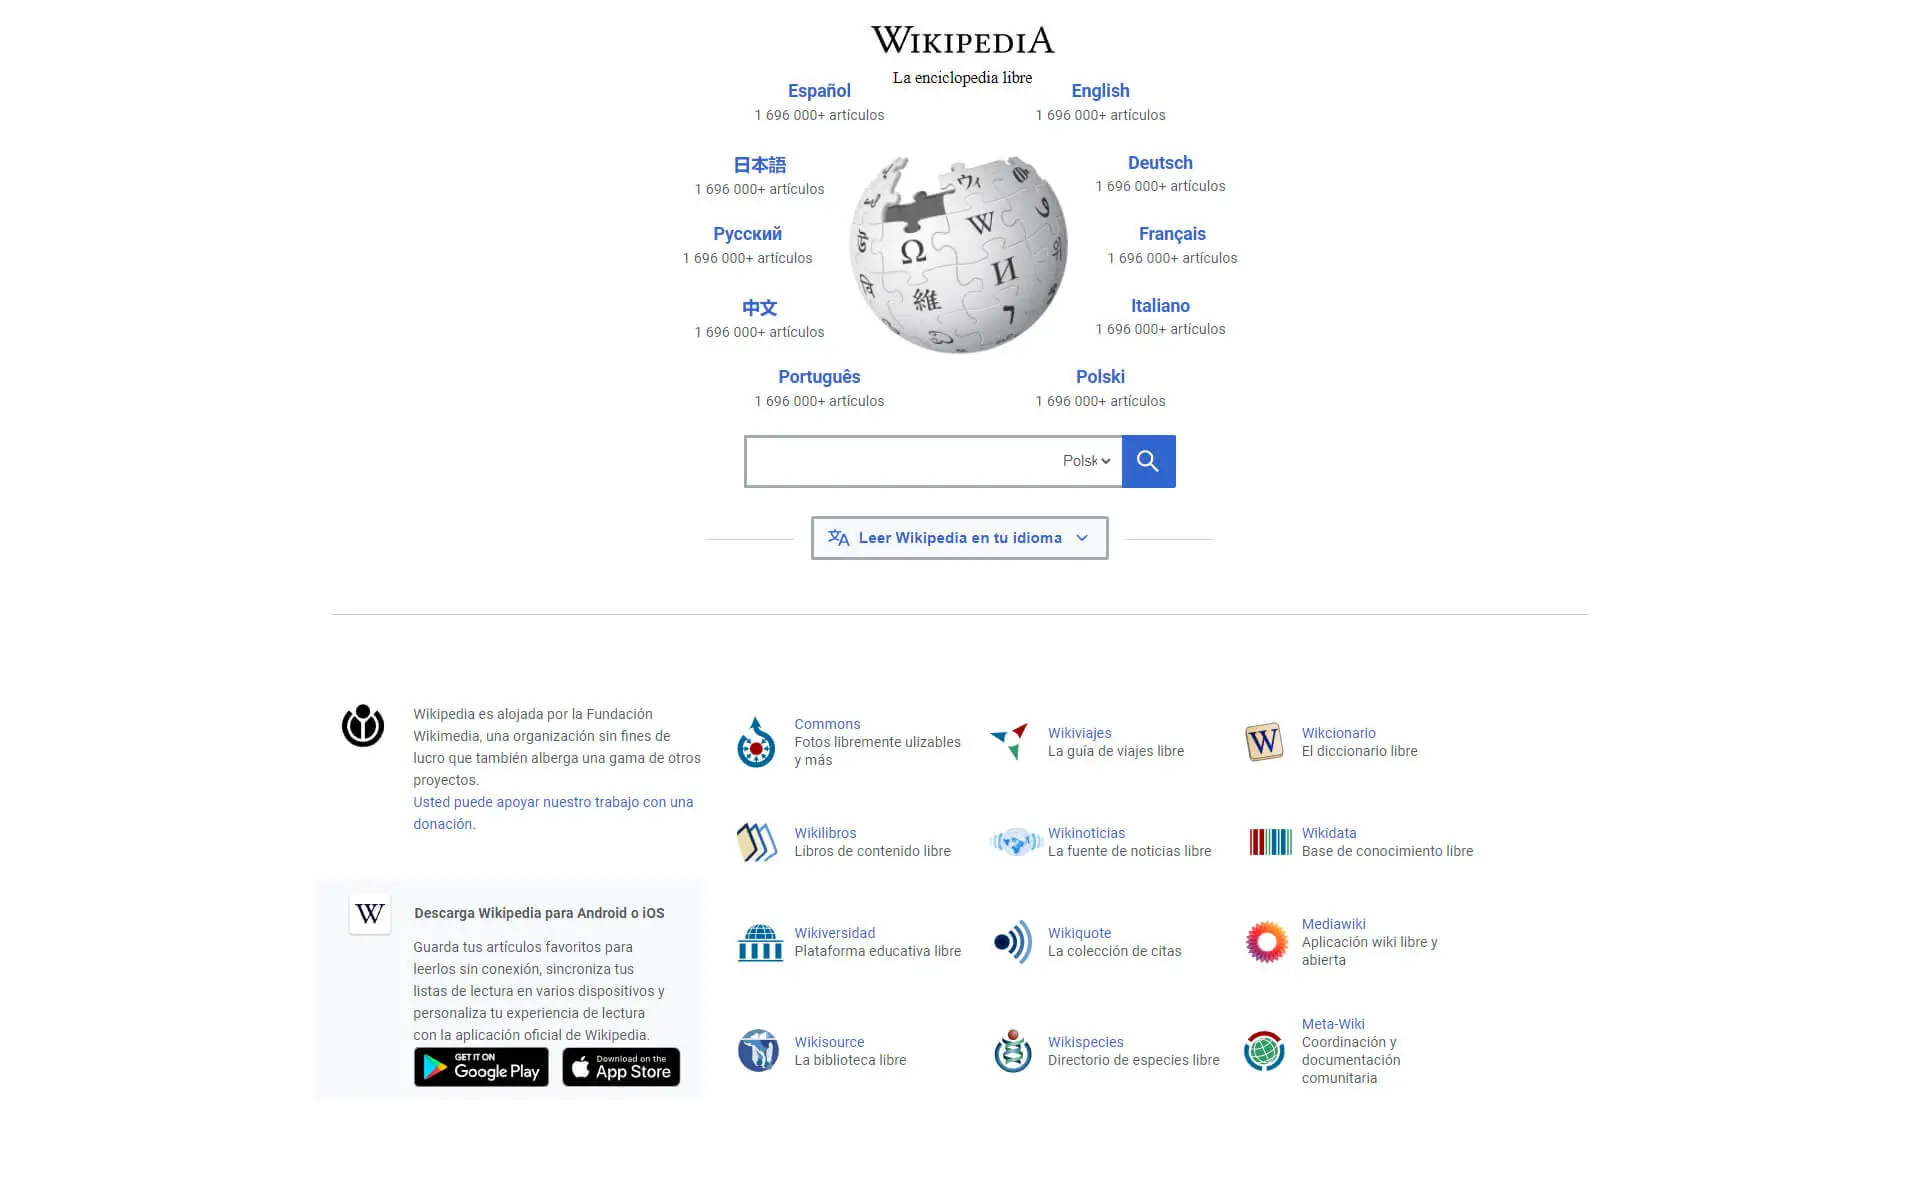 WIKIPEDIA
La enciclopedia libre
Español
1 696 000+ artículos
English
1 696 000+ artículos
日本語
1 696 000+ artículos
Deutsch
1 696 000+ artículos
Русский
1 696 000+ artículos
Français
1 696 000+ artículos
中文
1 696 000+ artículos
Italiano
1 696 000+ artículos
Português
1 696 000+ artículos
Polski
1 696 000+ artículos
Ω
W
И
維
ウィ
Polsk
文A Leer Wikipedia en tu idioma
Wikipedia es alojada por la Fundación
Wikimedia, una organización sin fines de
lucro que también alberga una gama de otros
proyectos.
Usted puede apoyar nuestro trabajo con una
donación.
W
Descarga Wikipedia para Android o iOS
Guarda tus artículos favoritos para
leerlos sin conexión, sincroniza tus
listas de lectura en varios dispositivos y
personaliza tu experiencia de lectura
con la aplicación oficial de Wikipedia.
GET IT ON
Google Play
Download on the
App Store
Commons
Fotos libremente ulizables
y más
Wikiviajes
La guía de viajes libre
W
Wikcionario
El diccionario libre
Wikilibros
Libros de contenido libre
Wikinoticias
La fuente de noticias libre
Wikidata
Base de conocimiento libre
Wikiversidad
Plataforma educativa libre
Wikiquote
La colección de citas
Mediawiki
Aplicación wiki libre y
abierta
Wikisource
La biblioteca libre
Wikispecies
Directorio de especies libre
Meta-Wiki
Coordinación y
documentación
comunitaria